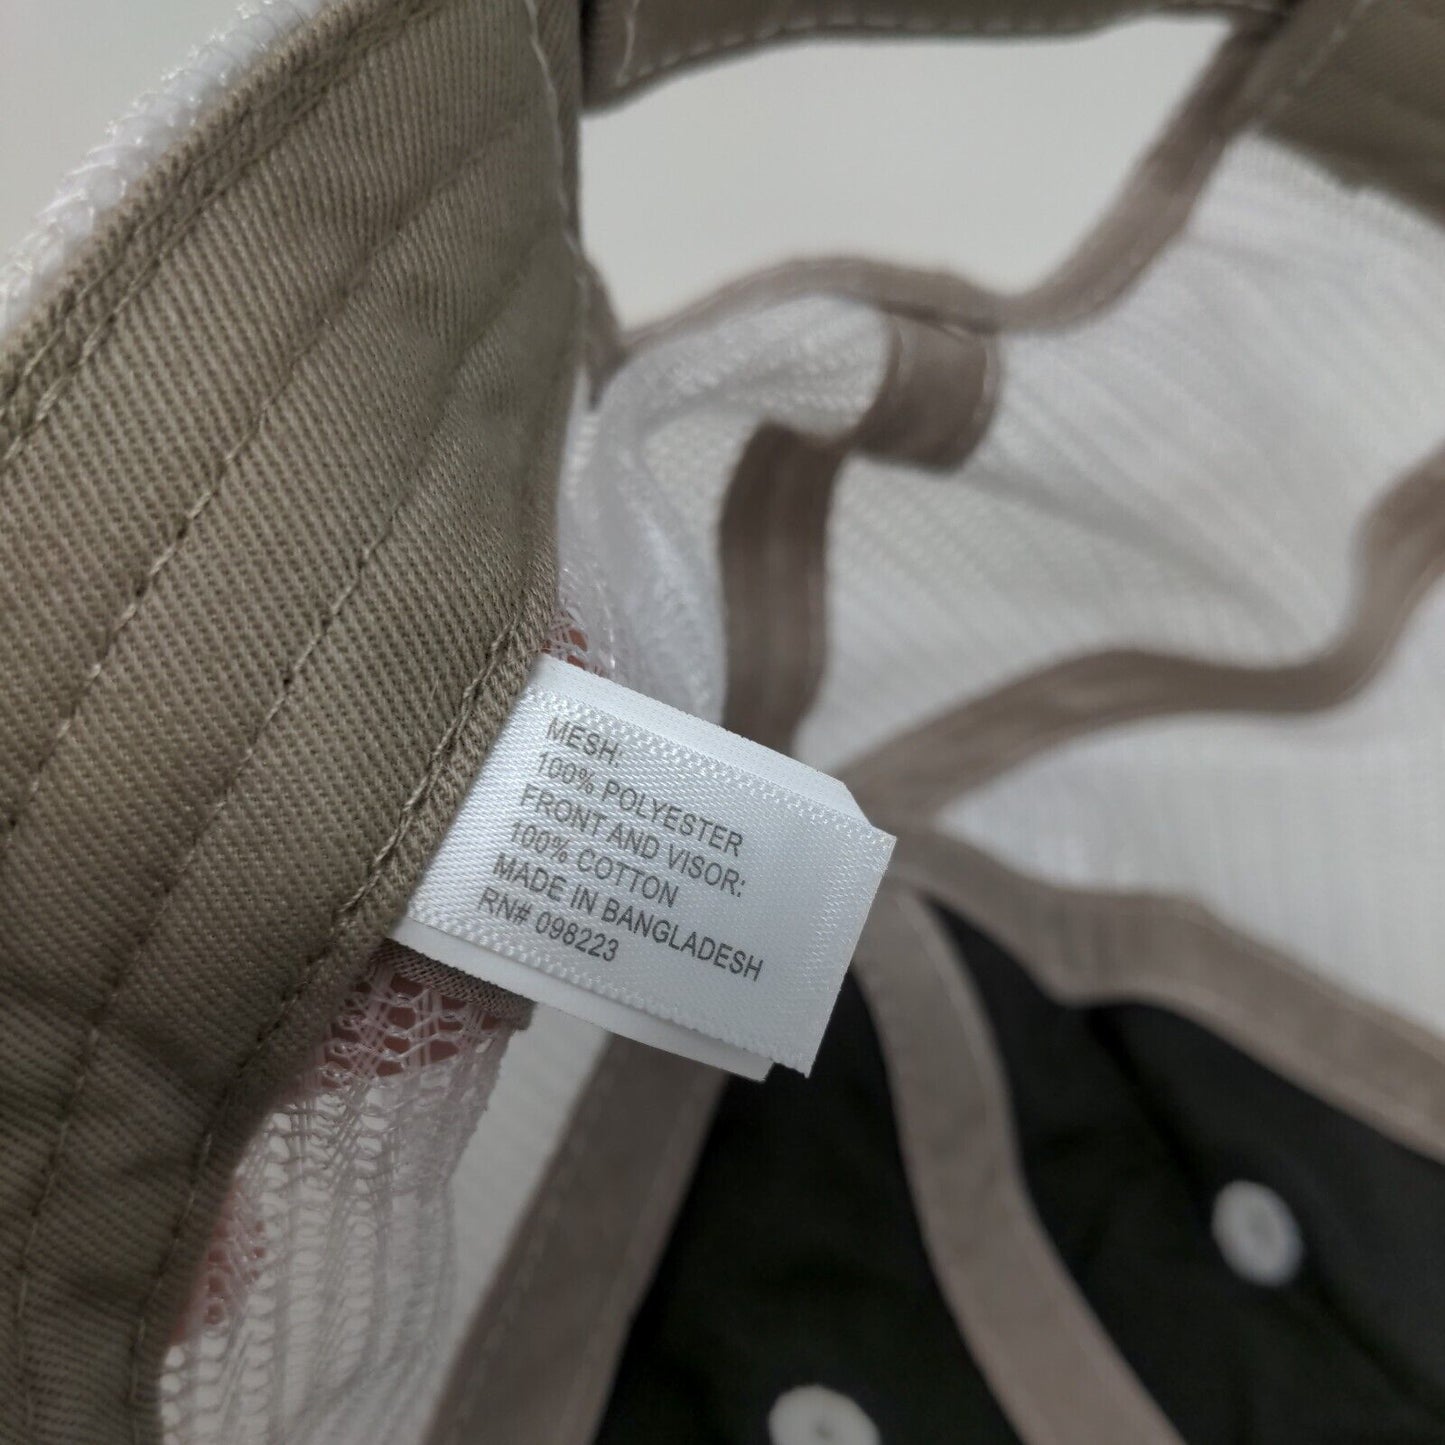 MESH:
100% POLYESTER
FRONT AND VISOR:
100% COTTON
MADE IN BANGLADESH
RN# 098223